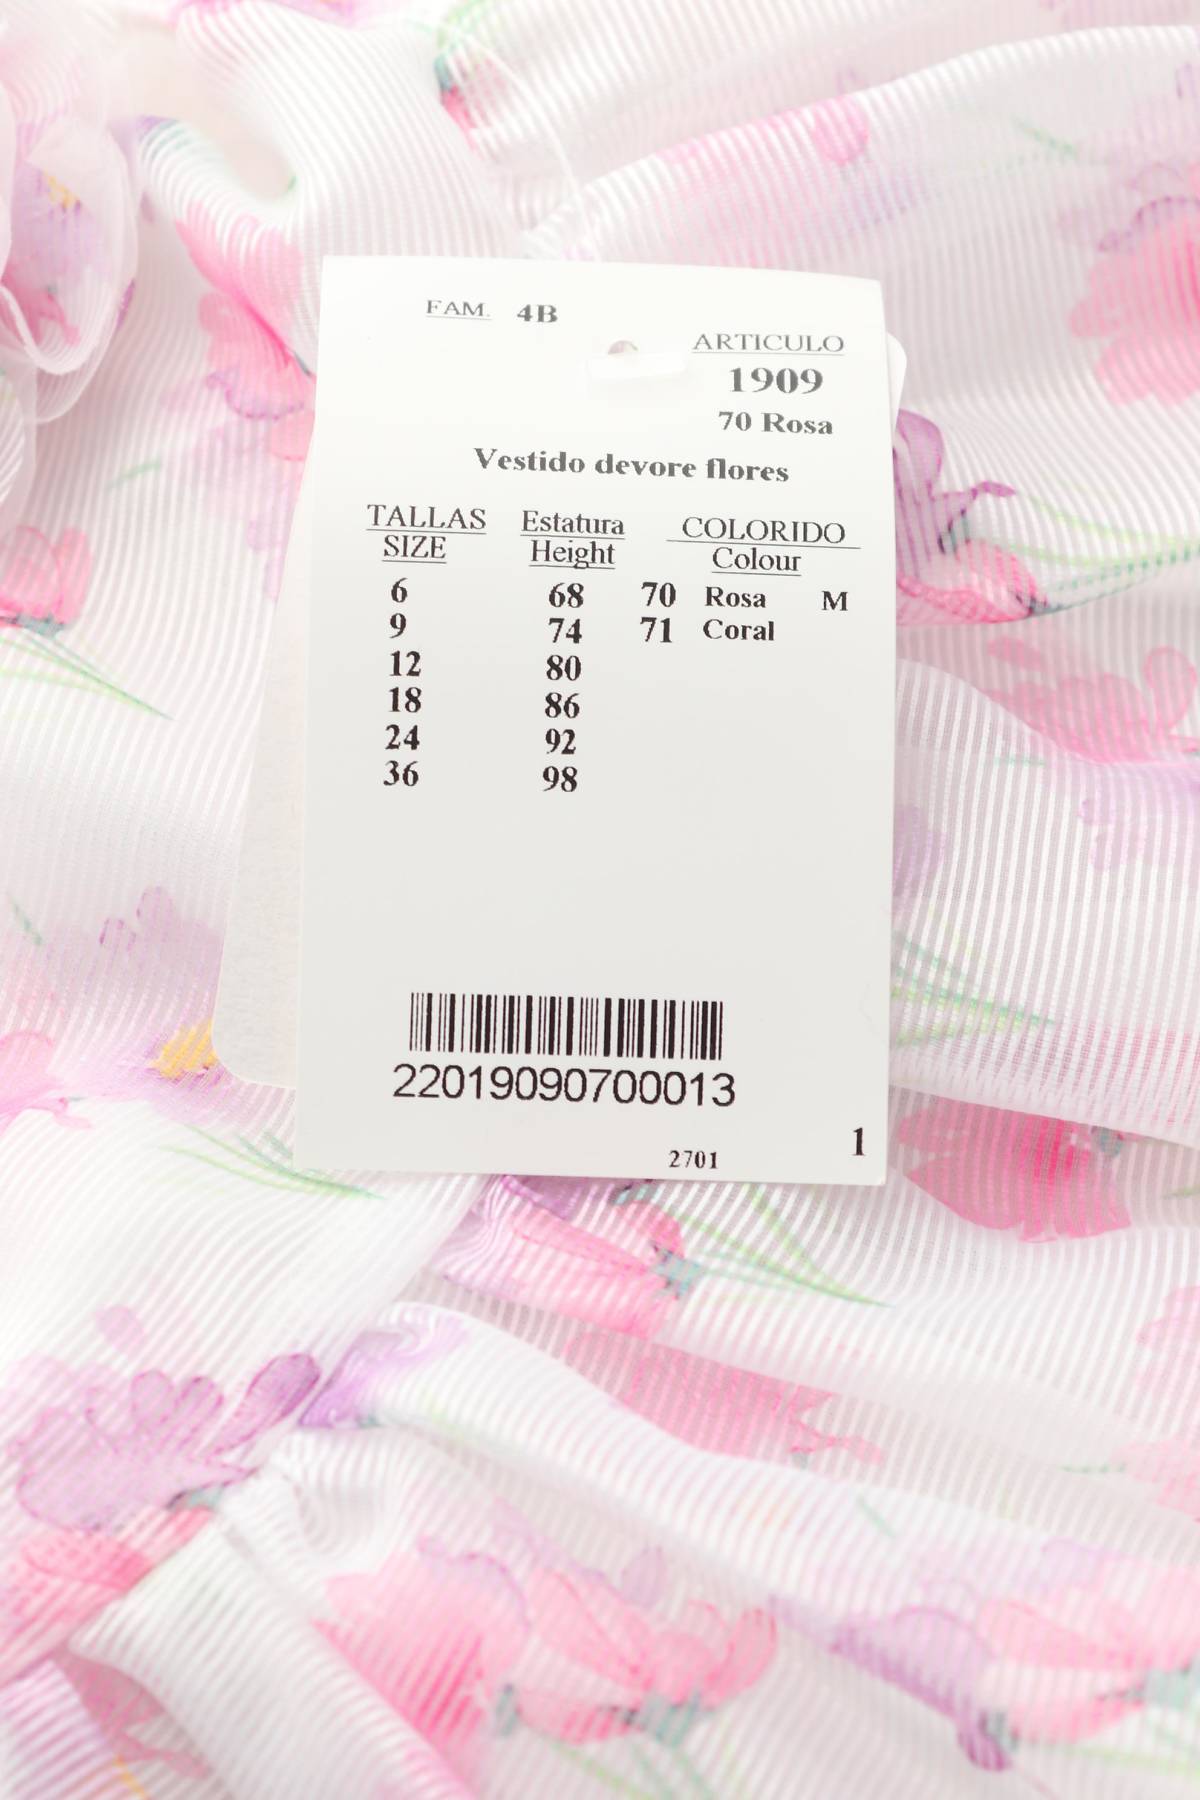 FAM. 4B
ARTICULO
1909
70 Rosa
Vestido devore flores
TALLAS Estatura COLORIDO
SIZE Height Colour
6 68 70 Rosa M
9 74 71 Coral
12 80
18 86
24 92
36 98
22019090700013
1
2701